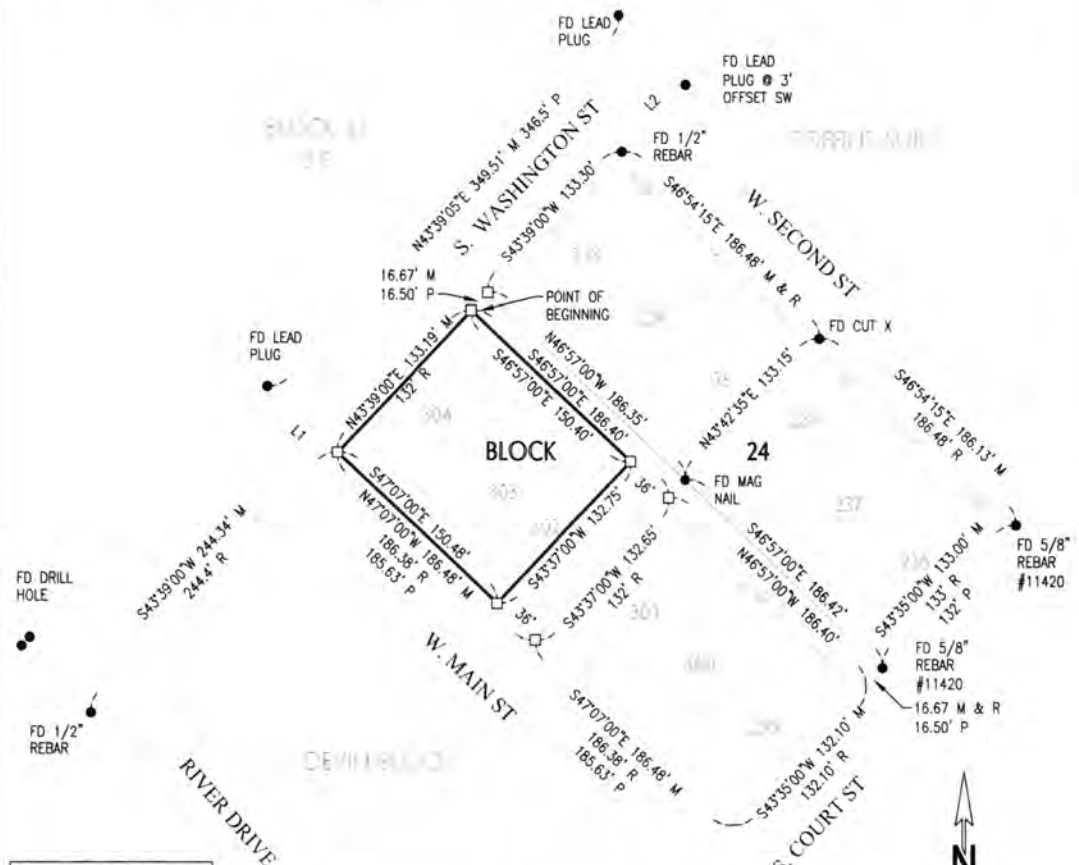 FD LEAD
PLUG
FD LEAD
PLUG @ 3'
OFFSET SW
L2
FD 1/2"
REBAR
N43°39'05"E 349.51' M 346.5' P
S. WASHINGTON ST
S43°39'00"W 133.30'
S46°54'15"E 186.48' M & R
W. SECOND ST
16.67' M
16.50' P
POINT OF
BEGINNING
FD CUT X
FD LEAD
PLUG
L1
N43°39'00"E 133.19' M
132' R
304
N46°57'00"W 186.35'
S46°57'00"E 186.40'
S46°57'00"E 150.40'
N43°42'35"E 133.15'
S46°54'15"E 186.13' M
186.48' R
BLOCK
24
303
36'
FD MAG
NAIL
237
S47°07'00"E 150.48'
N47°07'00"W 186.48' M
186.38' R
185.63' P
S43°37'00"W 132.75'
S43°37'00"W 132.65'
132' R
301
S46°57'00"E 186.42'
N46°57'00"W 186.40'
S43°35'00"W 133.00' M
133' R
132' P
FD 5/8"
REBAR
#11420
S43°39'00"W 244.34' M
244.4' R
FD DRILL
HOLE
36'
W. MAIN ST
FD 5/8"
REBAR
#11420
16.67 M & R
16.50' P
300
S47°07'00"E 186.48' M
186.38' R
185.63' P
FD 1/2"
REBAR
S43°35'00"W 132.10' M
132.10' R
RIVER DRIVE
S. COURT ST
N